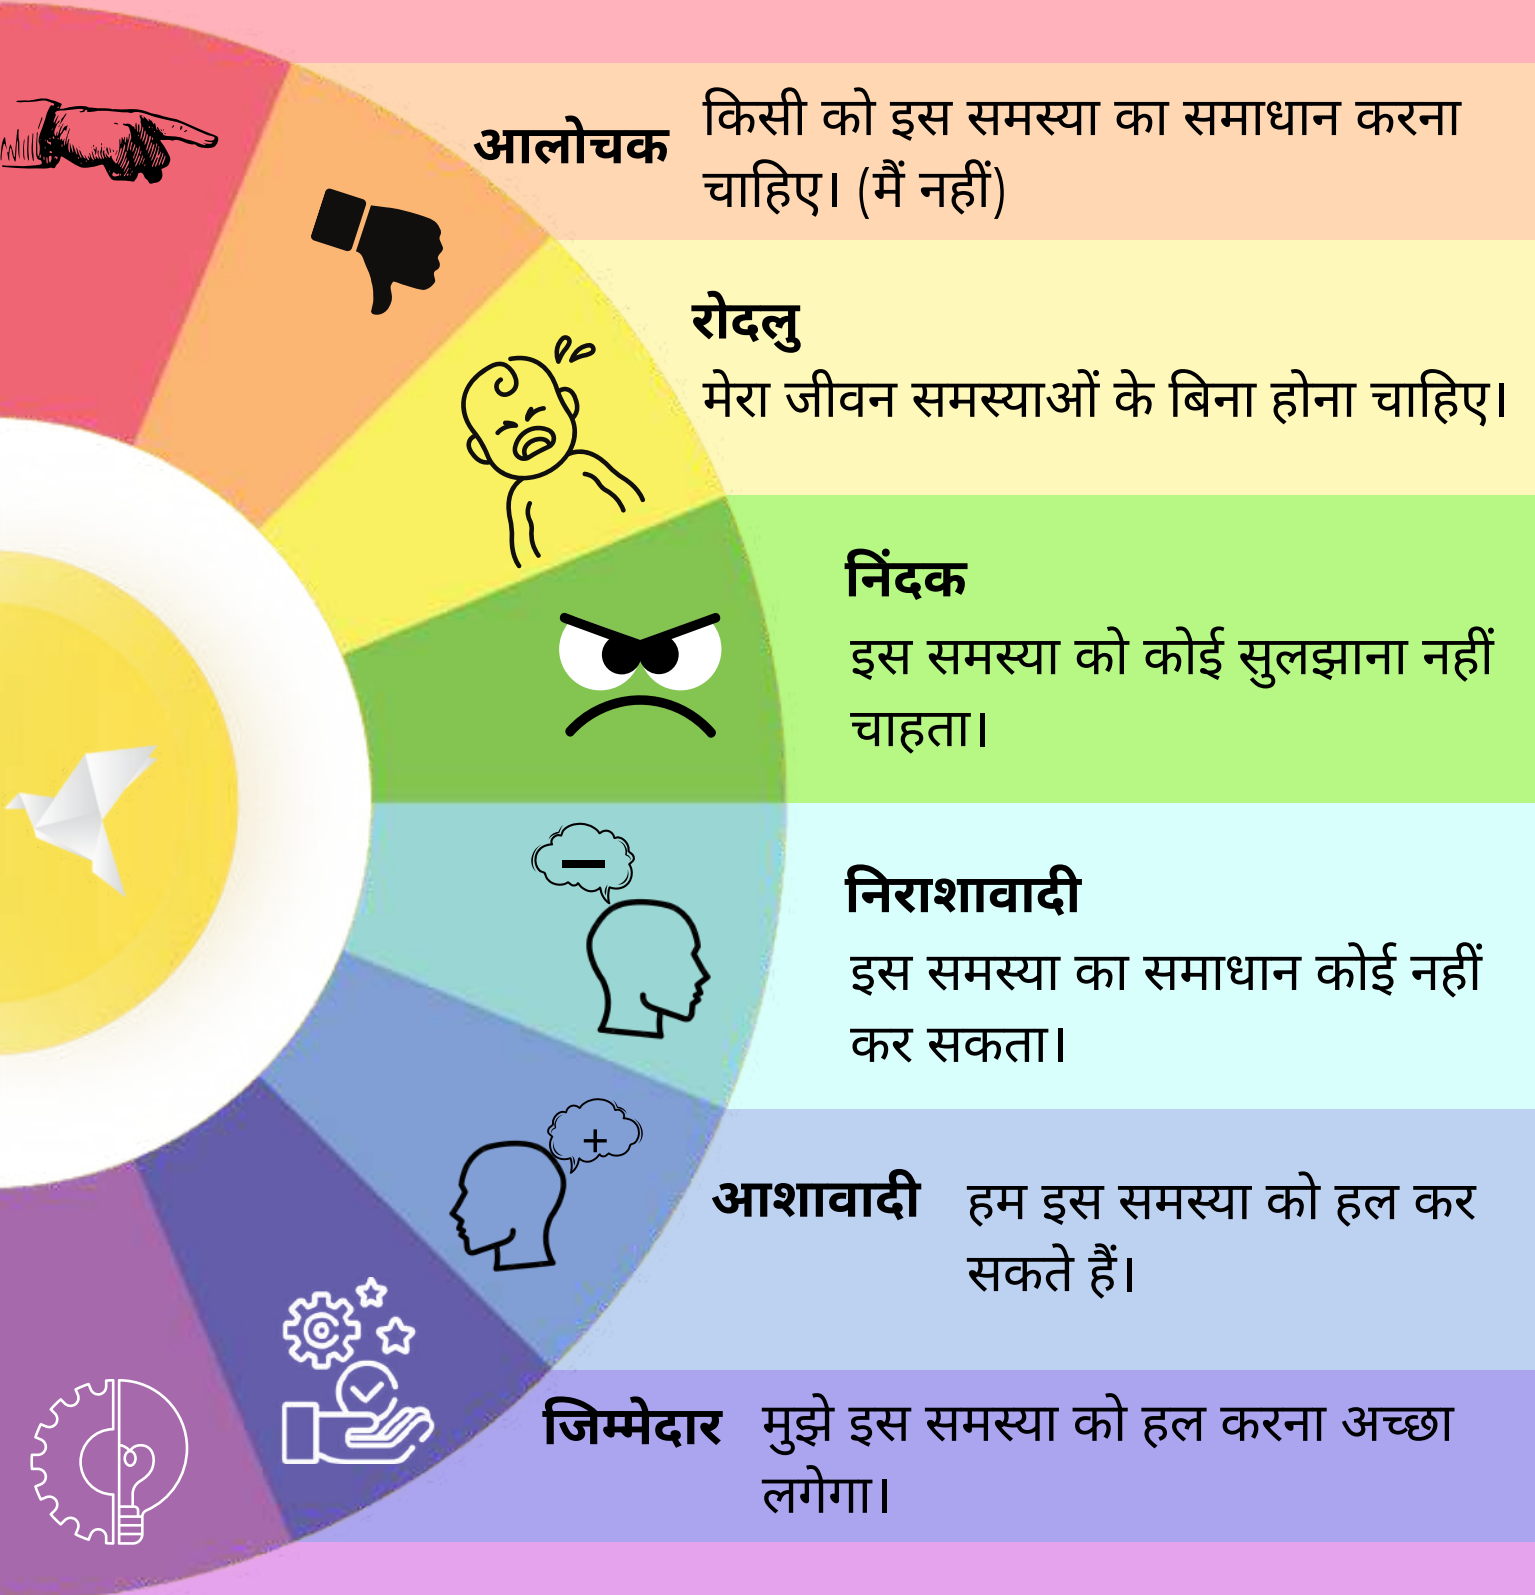 आलोचक
किसी को इस समस्या का समाधान करना
चाहिए। (मैं नहीं)
रोदलु
मेरा जीवन समस्याओं के बिना होना चाहिए।
निंदक
इस समस्या को कोई सुलझाना नहीं
चाहता।
निराशावादी
इस समस्या का समाधान कोई नहीं
कर सकता।
आशावादी
हम इस समस्या को हल कर
सकते हैं।
जिम्मेदार
मुझे इस समस्या को हल करना अच्छा
लगेगा।